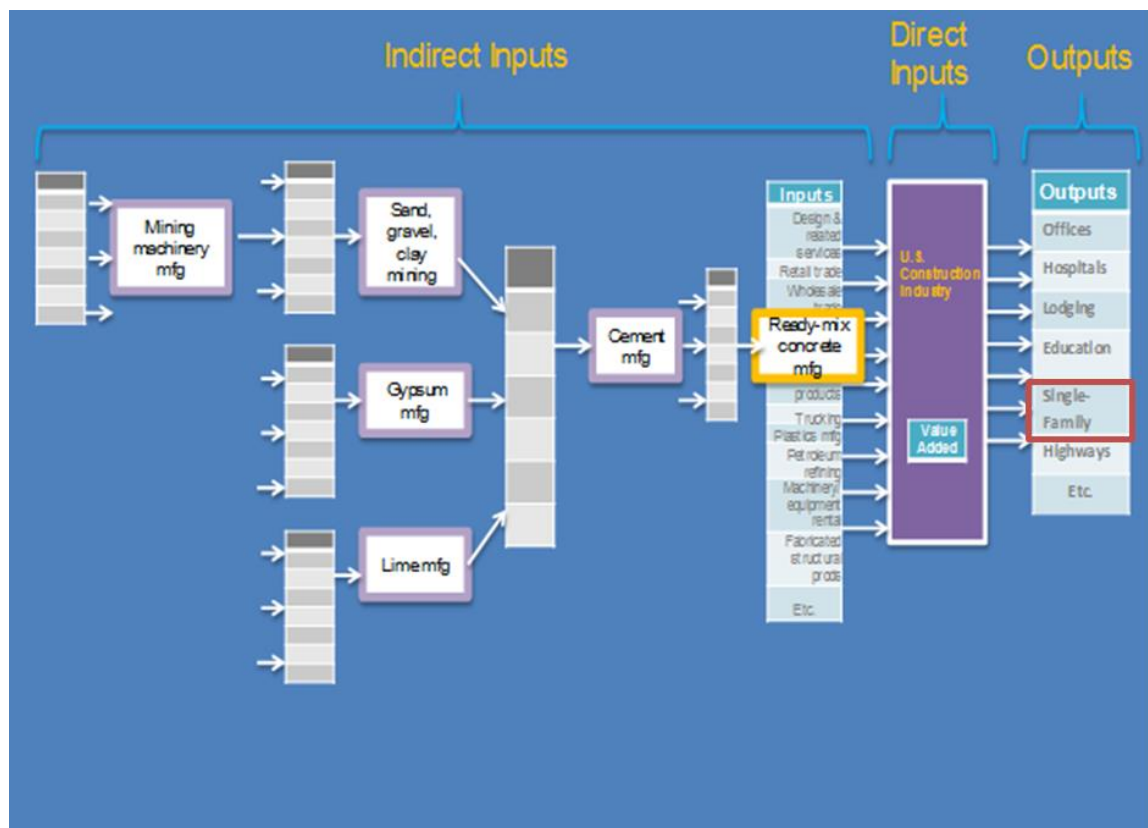 Indirect Inputs
Direct
Inputs
Outputs
Mining
machinery
mfg
Sand,
gravel,
clay
mining
Gypsum
mfg
Lime mfg
Cement
mfg
Inputs
Design &
related
services
Retail trade
Wholesale
trade
Ready-mix
concrete
mfg
products
Trucking
Plastics mfg
Petroleum
refining
Machinery/
equipment
rental
Fabricated
structural
prods
Etc.
U.S.
Construction
Industry
Value
Added
Outputs
Offices
Hospitals
Lodging
Education
Single-
Family
Highways
Etc.